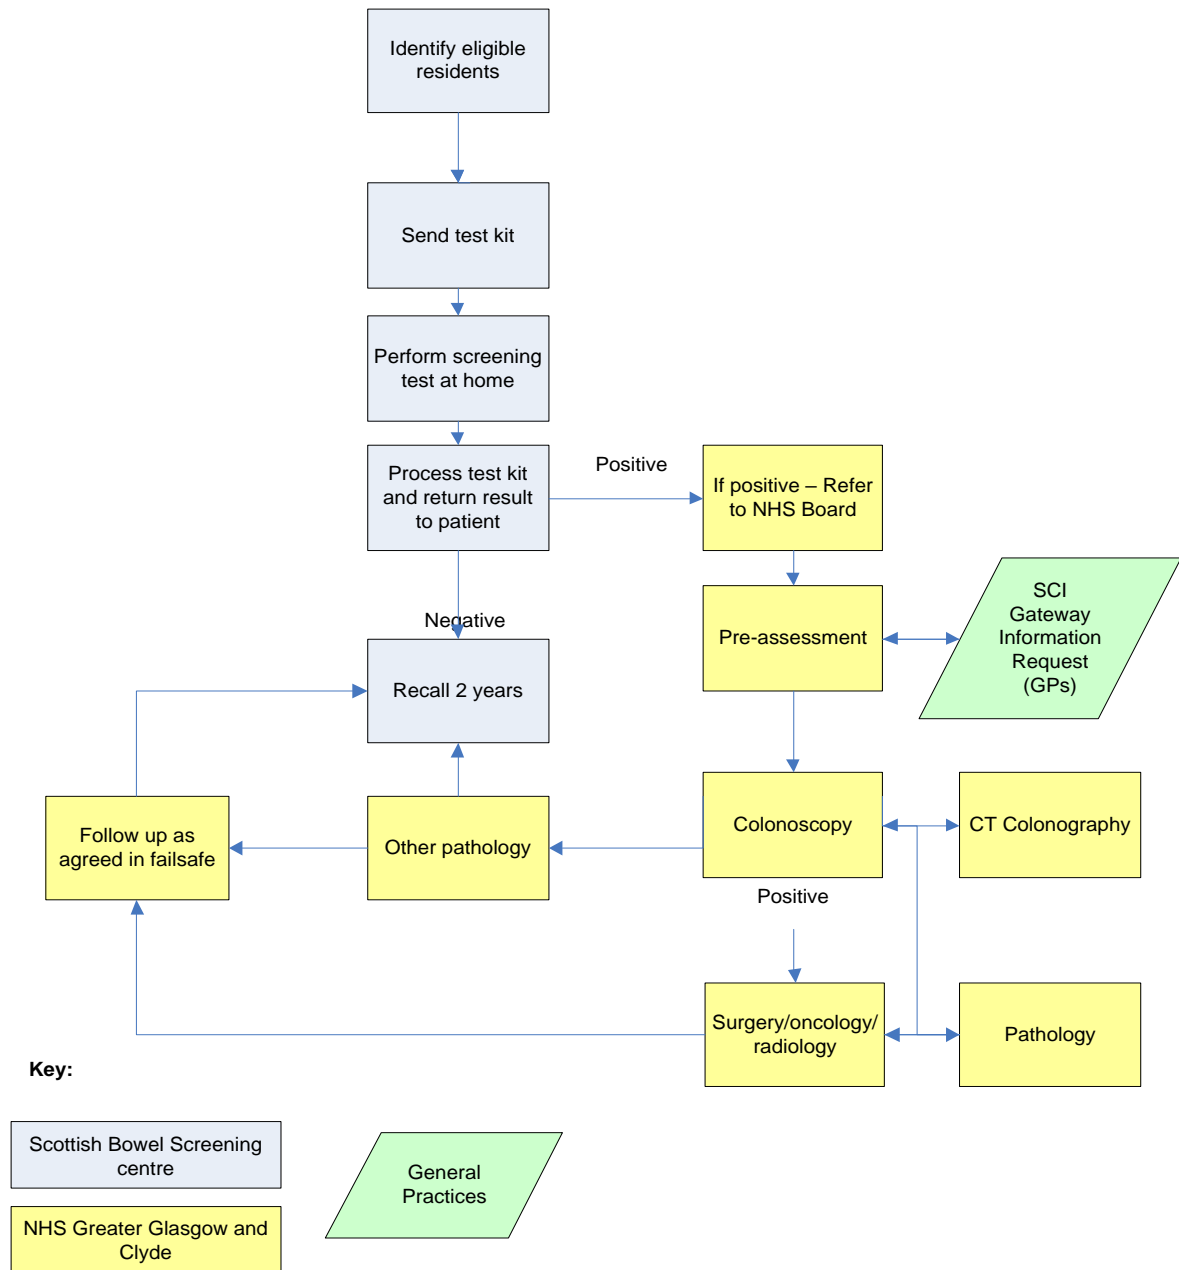 Identify eligible
residents
Send test kit
Perform screening
test at home
Process test kit
and return result
to patient
Positive
If positive – Refer
to NHS Board
Negative
Pre-assessment
SCI
Gateway
Information
Request
(GPs)
Recall 2 years
Follow up as
agreed in failsafe
Other pathology
Colonoscopy
CT Colonography
Positive
Surgery/oncology/
radiology
Pathology
Key:
Scottish Bowel Screening
centre
General
Practices
NHS Greater Glasgow and
Clyde